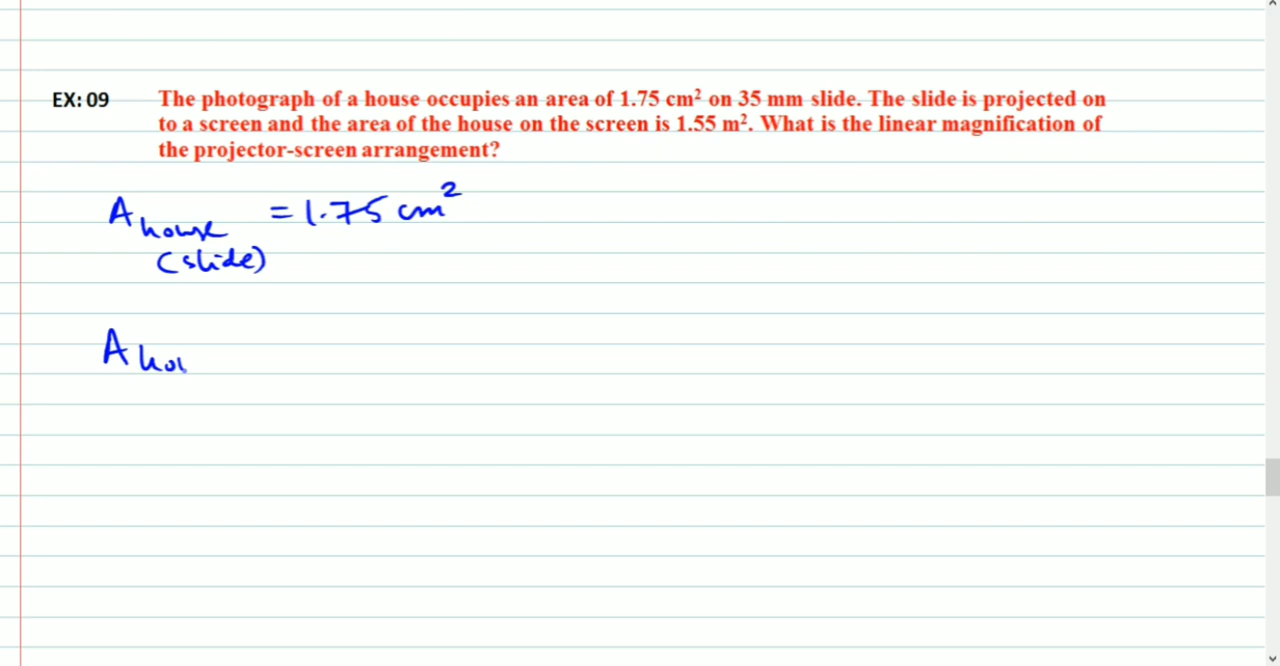 EX: 09 The photograph of a house occupies an area of 1.75 cm² on 35 mm slide. The slide is projected on
to a screen and the area of the house on the screen is 1.55 m². What is the linear magnification of
the projector-screen arrangement?
A house = 1.75 cm²
(slide)
A hou